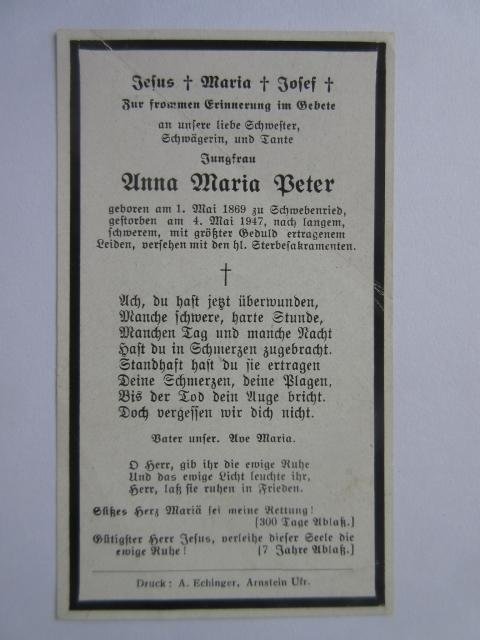 Jesus † Maria † Josef †
Zur frommen Erinnerung im Gebete
an unsere liebe Schwester,
Schwägerin, und Tante
Jungfrau
Anna Maria Peter
geboren am 1. Mai 1869 zu Schwebenried,
gestorben am 4. Mai 1947, nach langem,
schwerem, mit größter Geduld ertragenem
Leiden, versehen mit den hl. Sterbesakramenten.
†
Ach, du hast jetzt überwunden,
Manche schwere, harte Stunde,
Manchen Tag und manche Nacht
Hast du in Schmerzen zugebracht.
Standhaft hast du sie ertragen
Deine Schmerzen, deine Plagen,
Bis der Tod dein Auge bricht.
Doch vergessen wir dich nicht.
Vater unser. Ave Maria.
O Herr, gib ihr die ewige Ruhe
Und das ewige Licht leuchte ihr,
Herr, laß sie ruhen in Frieden.
Süßes Herz Mariä sei meine Rettung!
[300 Tage Ablaß.]
Gütigster Herr Jesus, verleihe dieser Seele die
ewige Ruhe! [7 Jahre Ablaß.]
Druck: A. Echinger, Arnstein Ufr.